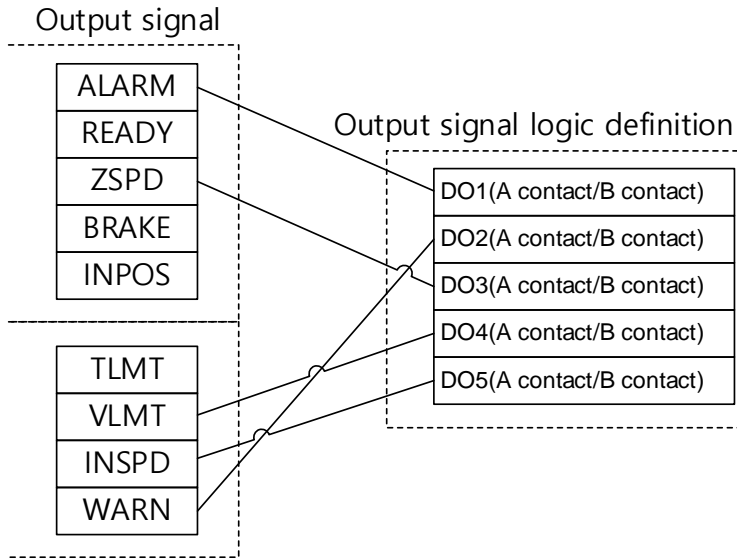 Output signal
ALARM
READY
ZSPD
BRAKE
INPOS
TLMT
VLMT
INSPD
WARN
Output signal logic definition
DO1(A contact/B contact)
DO2(A contact/B contact)
DO3(A contact/B contact)
DO4(A contact/B contact)
DO5(A contact/B contact)